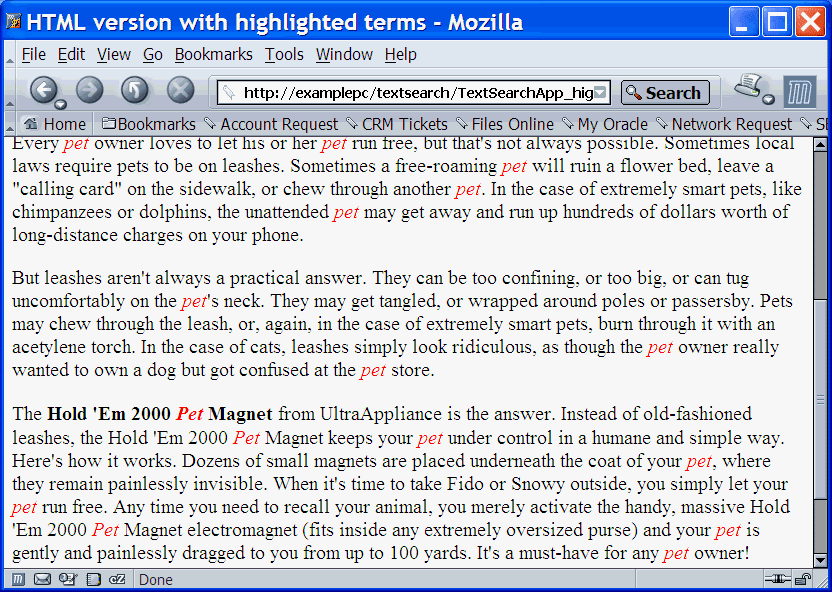 HTML version with highlighted terms - Mozilla
File Edit View Go Bookmarks Tools Window Help
http://examplepc/textsearch/TextSearchApp_hig Search
Home Bookmarks Account Request CRM Tickets Files Online My Oracle Network Request
Every pet owner loves to let his or her pet run free, but that's not always possible. Sometimes local
laws require pets to be on leashes. Sometimes a free-roaming pet will ruin a flower bed, leave a
"calling card" on the sidewalk, or chew through another pet. In the case of extremely smart pets, like
chimpanzees or dolphins, the unattended pet may get away and run up hundreds of dollars worth of
long-distance charges on your phone.
But leashes aren't always a practical answer. They can be too confining, or too big, or can tug
uncomfortably on the pet's neck. They may get tangled, or wrapped around poles or passersby. Pets
may chew through the leash, or, again, in the case of extremely smart pets, burn through it with an
acetylene torch. In the case of cats, leashes simply look ridiculous, as though the pet owner really
wanted to own a dog but got confused at the pet store.
The Hold 'Em 2000 Pet Magnet from UltraAppliance is the answer. Instead of old-fashioned
leashes, the Hold 'Em 2000 Pet Magnet keeps your pet under control in a humane and simple way.
Here's how it works. Dozens of small magnets are placed underneath the coat of your pet, where
they remain painlessly invisible. When it's time to take Fido or Snowy outside, you simply let your
pet run free. Any time you need to recall your animal, you merely activate the handy, massive Hold
'Em 2000 Pet Magnet electromagnet (fits inside any extremely oversized purse) and your pet is
gently and painlessly dragged to you from up to 100 yards. It's a must-have for any pet owner!
Done